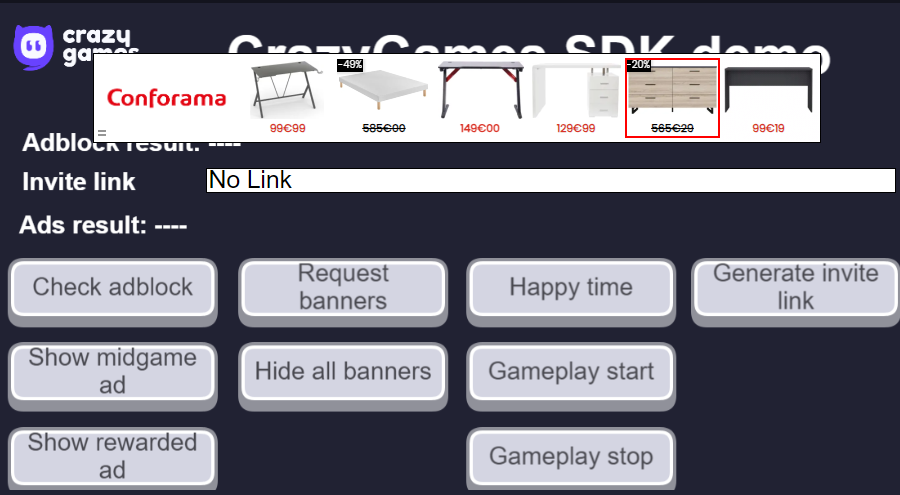 crazy
games
CrazyGames SDK demo
Conforama
99€99
-49%
585€00
149€00
129€99
-20%
565€29
99€19
Adblock result: ----
Invite link
No Link
Ads result: ----
Check adblock
Request
banners
Happy time
Generate invite
link
Show midgame
ad
Hide all banners
Gameplay start
Show rewarded
ad
Gameplay stop